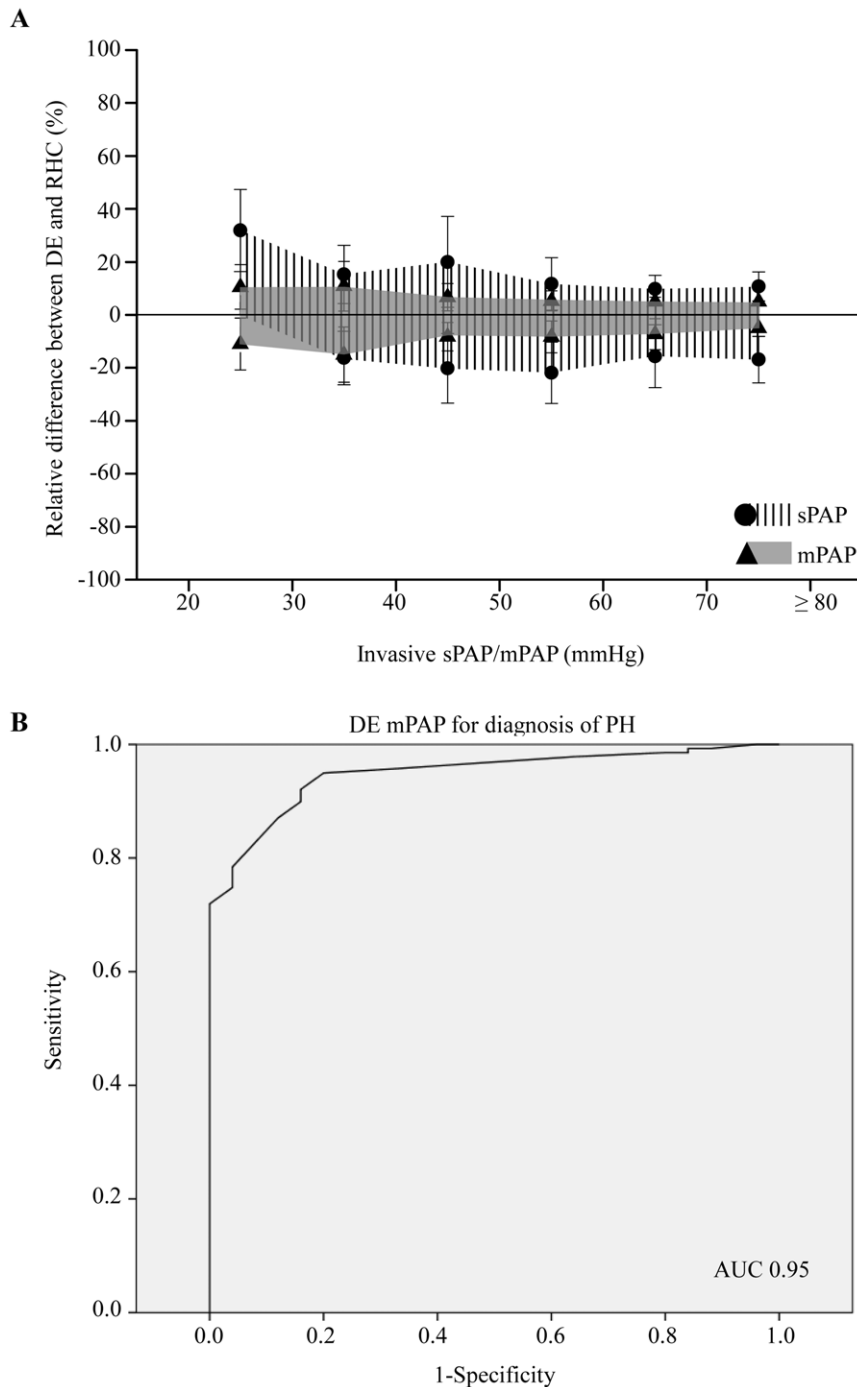 A
Relative difference between DE and RHC (%)
100
80
60
40
20
0
-20
-40
-60
-80
-100
sPAP
mPAP
20 30 40 50 60 70 ≥ 80
Invasive sPAP/mPAP (mmHg)
B
DE mPAP for diagnosis of PH
Sensitivity
1.0
0.8
0.6
0.4
0.2
0.0
AUC 0.95
0.0 0.2 0.4 0.6 0.8 1.0
1-Specificity